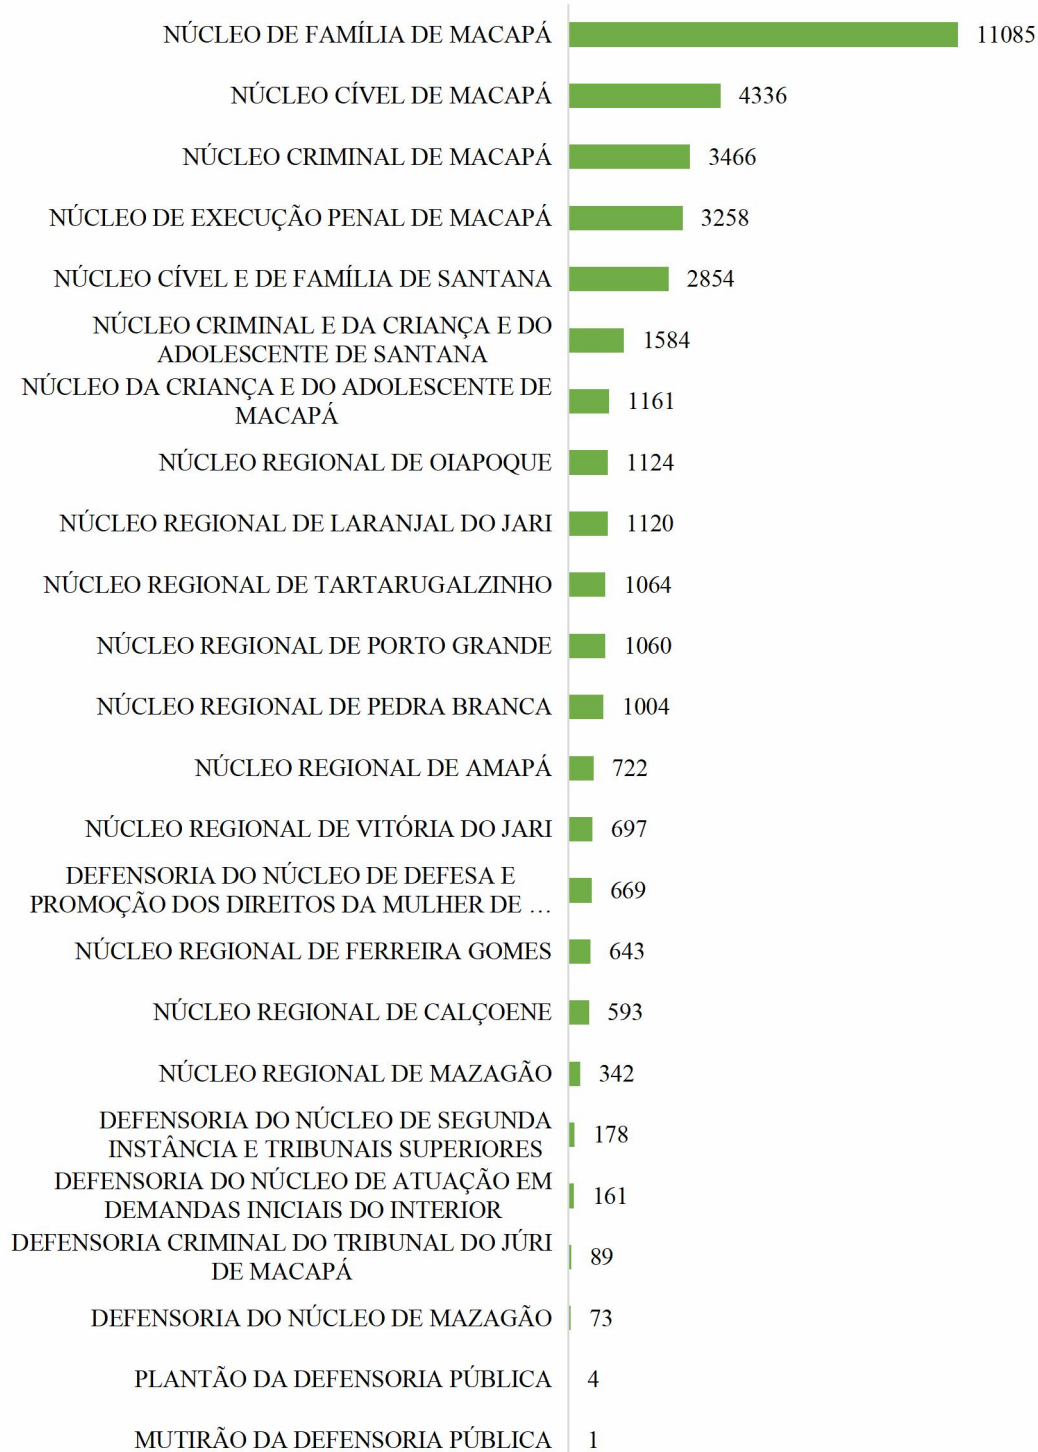 NÚCLEO DE FAMÍLIA DE MACAPÁ 11085
NÚCLEO CÍVEL DE MACAPÁ 4336
NÚCLEO CRIMINAL DE MACAPÁ 3466
NÚCLEO DE EXECUÇÃO PENAL DE MACAPÁ 3258
NÚCLEO CÍVEL E DE FAMÍLIA DE SANTANA 2854
NÚCLEO CRIMINAL E DA CRIANÇA E DO
ADOLESCENTE DE SANTANA 1584
NÚCLEO DA CRIANÇA E DO ADOLESCENTE DE
MACAPÁ 1161
NÚCLEO REGIONAL DE OIAPOQUE 1124
NÚCLEO REGIONAL DE LARANJAL DO JARI 1120
NÚCLEO REGIONAL DE TARTARUGALZINHO 1064
NÚCLEO REGIONAL DE PORTO GRANDE 1060
NÚCLEO REGIONAL DE PEDRA BRANCA 1004
NÚCLEO REGIONAL DE AMAPÁ 722
NÚCLEO REGIONAL DE VITÓRIA DO JARI 697
DEFENSORIA DO NÚCLEO DE DEFESA E
PROMOÇÃO DOS DIREITOS DA MULHER DE … 669
NÚCLEO REGIONAL DE FERREIRA GOMES 643
NÚCLEO REGIONAL DE CALÇOENE 593
NÚCLEO REGIONAL DE MAZAGÃO 342
DEFENSORIA DO NÚCLEO DE SEGUNDA
INSTÂNCIA E TRIBUNAIS SUPERIORES 178
DEFENSORIA DO NÚCLEO DE ATUAÇÃO EM
DEMANDAS INICIAIS DO INTERIOR 161
DEFENSORIA CRIMINAL DO TRIBUNAL DO JÚRI
DE MACAPÁ 89
DEFENSORIA DO NÚCLEO DE MAZAGÃO 73
PLANTÃO DA DEFENSORIA PÚBLICA 4
MUTIRÃO DA DEFENSORIA PÚBLICA 1